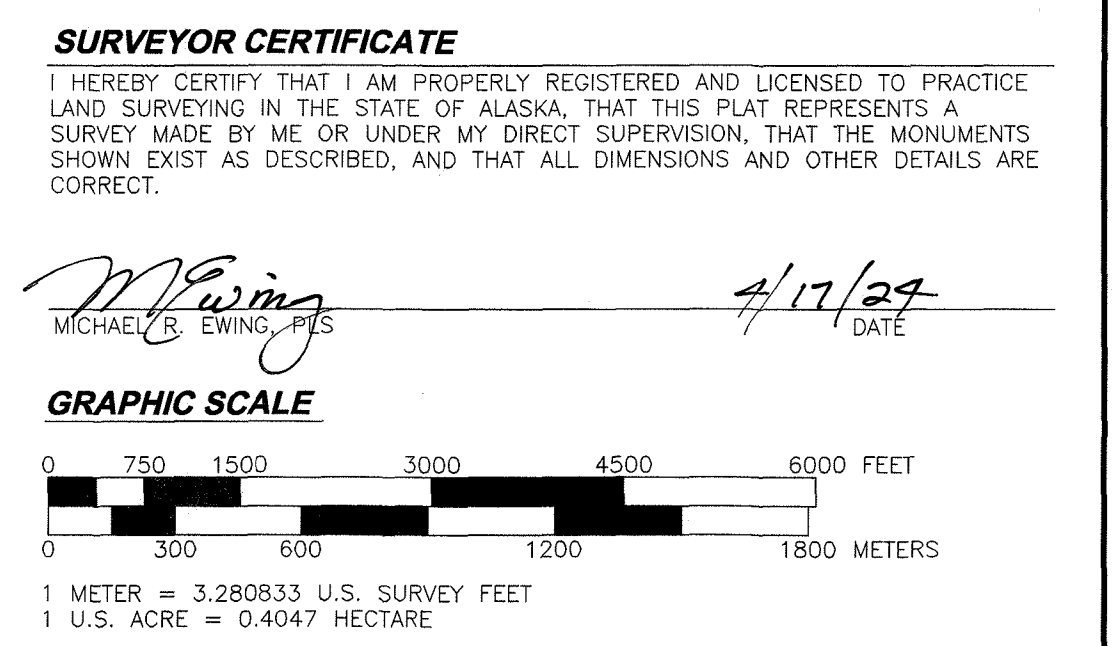 SURVEYOR CERTIFICATE
I HEREBY CERTIFY THAT I AM PROPERLY REGISTERED AND LICENSED TO PRACTICE
LAND SURVEYING IN THE STATE OF ALASKA, THAT THIS PLAT REPRESENTS A
SURVEY MADE BY ME OR UNDER MY DIRECT SUPERVISION, THAT THE MONUMENTS
SHOWN EXIST AS DESCRIBED, AND THAT ALL DIMENSIONS AND OTHER DETAILS ARE
CORRECT.
M Ewing 4/17/24
MICHAEL R. EWING, PLS DATE
GRAPHIC SCALE
0 750 1500 3000 4500 6000 FEET
0 300 600 1200 1800 METERS
1 METER = 3.280833 U.S. SURVEY FEET
1 U.S. ACRE = 0.4047 HECTARE